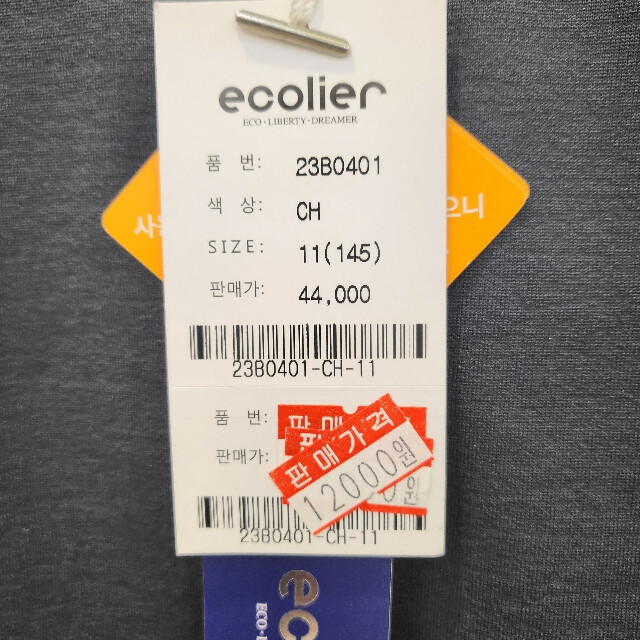 ecolier
ECO·LIBERTY·DREAMER
품 번: 23B0401
색 상: CH
SIZE: 11(145)
판매가: 44,000
23B0401-CH-11
품 번:
판매가:
판매가격
12000원
원
23B0401-CH-11
eco